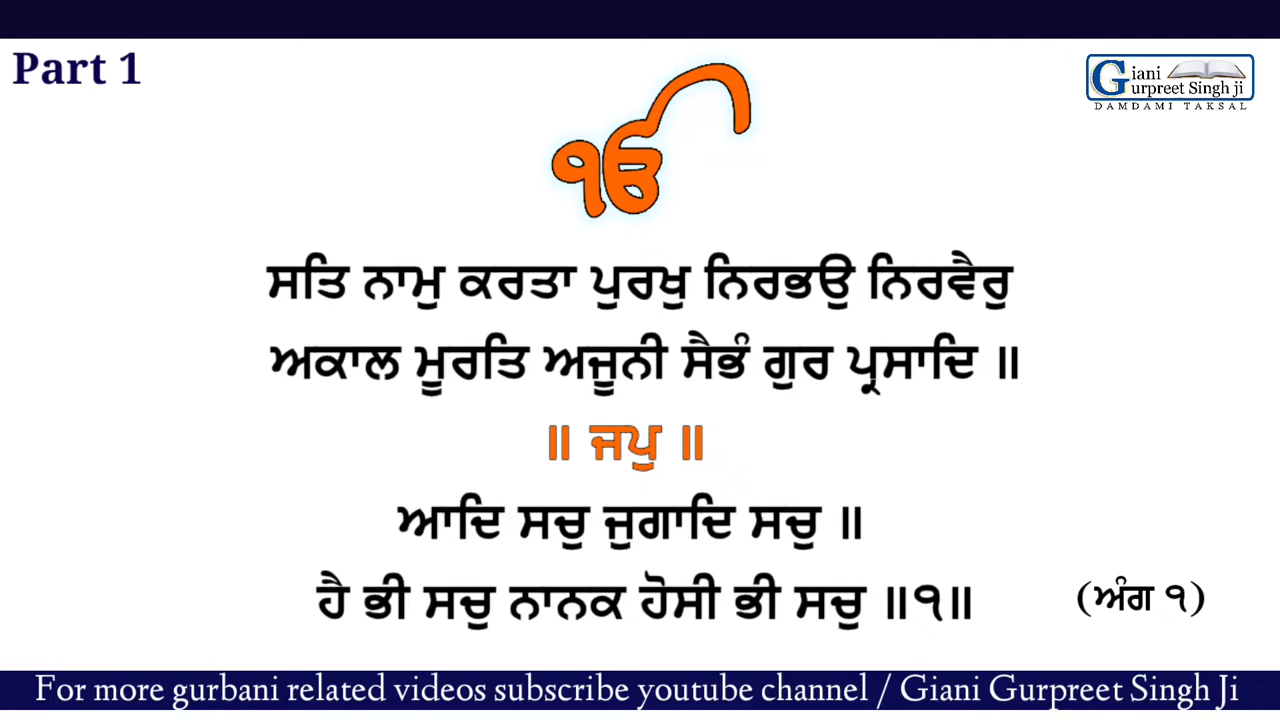 Part 1
Giani
Gurpreet Singh ji
DAMDAMI TAKSAL
ੴ
ਸਤਿ ਨਾਮੁ ਕਰਤਾ ਪੁਰਖੁ ਨਿਰਭਉ ਨਿਰਵੈਰੁ
ਅਕਾਲ ਮੂਰਤਿ ਅਜੂਨੀ ਸੈਭੰ ਗੁਰ ਪ੍ਰਸਾਦਿ ॥
॥ ਜਪੁ ॥
ਆਦਿ ਸਚੁ ਜੁਗਾਦਿ ਸਚੁ ॥
ਹੈ ਭੀ ਸਚੁ ਨਾਨਕ ਹੋਸੀ ਭੀ ਸਚੁ ॥੧॥
(ਅੰਗ ੧)
For more gurbani related videos subscribe youtube channel / Giani Gurpreet Singh Ji